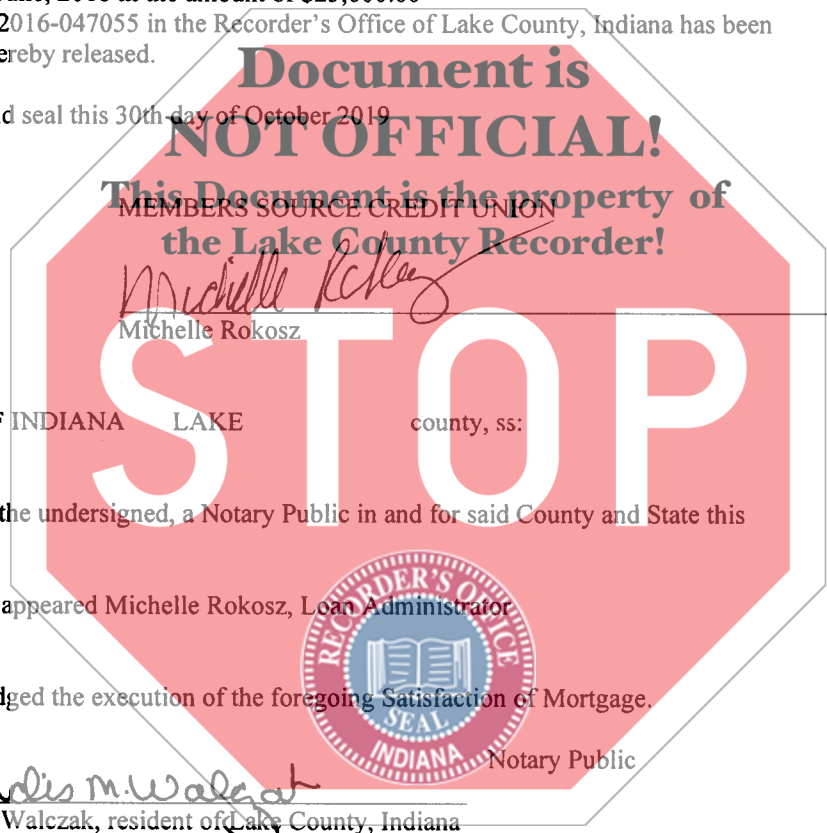 2016-047055 in the Recorder's Office of Lake County, Indiana has been
ereby released.
Document is
d seal this 30th day of October 2019
NOT OFFICIAL!
This Document is the property of
MEMBERS SOURCE CREDIT UNION
the Lake County Recorder!
Michelle Rokosz
STOP
INDIANA LAKE county, ss:
the undersigned, a Notary Public in and for said County and State this
appeared Michelle Rokosz, Loan Administrator
RECORDER'S OFFICE
SEAL
INDIANA
dged the execution of the foregoing Satisfaction of Mortgage.
Notary Public
M. Walczak
Walczak, resident of Lake County, Indiana